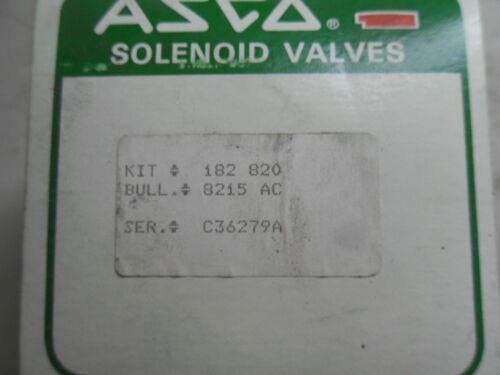 ASCO®
SOLENOID VALVES
KIT # 182 820
BULL.# 8215 AC
SER.# C36279A